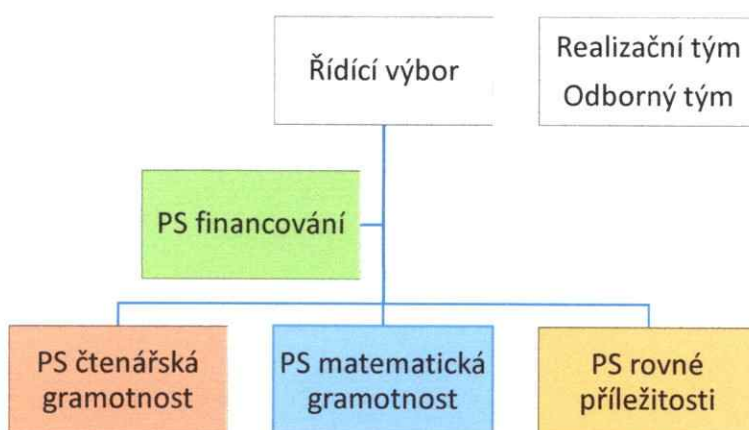 Řídící výbor
Realizační tým
Odborný tým
PS financování
PS čtenářská
gramotnost
PS matematická
gramotnost
PS rovné
příležitosti